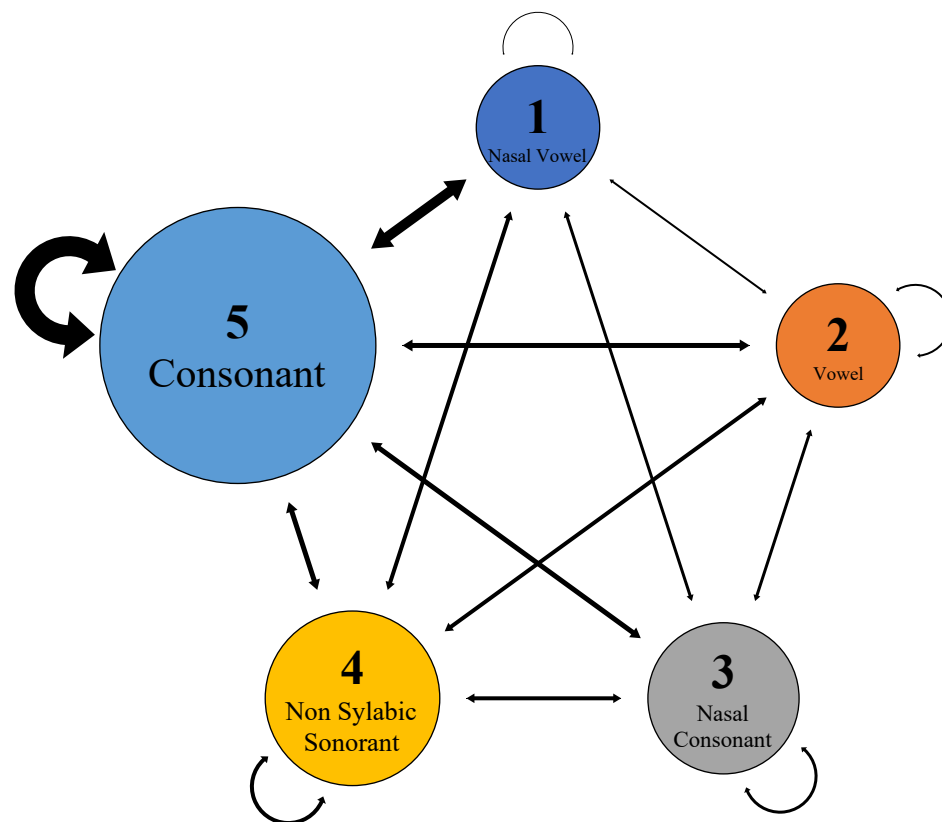 1
Nasal Vowel
2
Vowel
3
Nasal
Consonant
4
Non Sylabic
Sonorant
5
Consonant